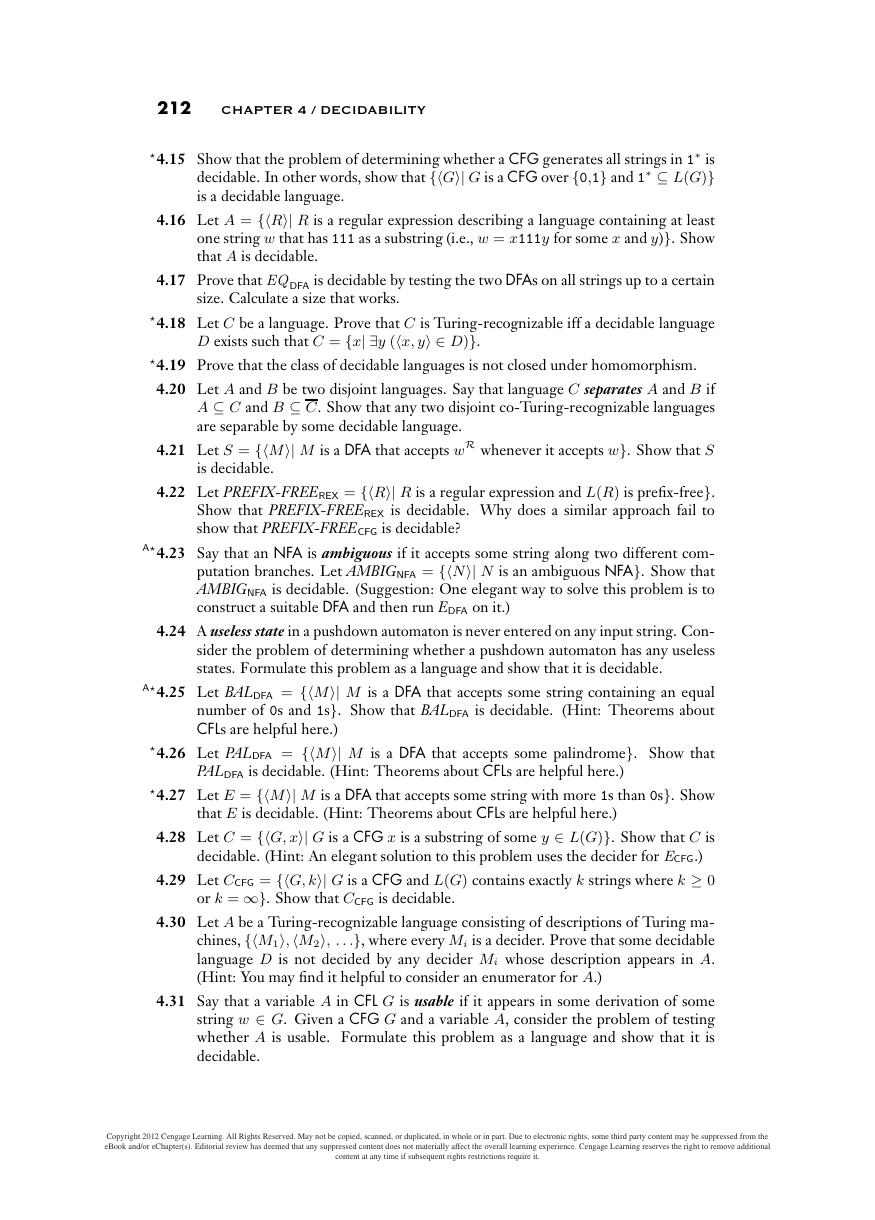 212 CHAPTER 4 / DECIDABILITY
*4.15 Show that the problem of determining whether a CFG generates all strings in 1* is
decidable. In other words, show that {⟨G⟩| G is a CFG over {0,1} and 1* ⊆ L(G)}
is a decidable language.
4.16 Let A = {⟨R⟩| R is a regular expression describing a language containing at least
one string w that has 111 as a substring (i.e., w = x111y for some x and y)}. Show
that A is decidable.
4.17 Prove that EQ_DFA is decidable by testing the two DFAs on all strings up to a certain
size. Calculate a size that works.
*4.18 Let C be a language. Prove that C is Turing-recognizable iff a decidable language
D exists such that C = {x| ∃y (⟨x, y⟩ ∈ D)}.
*4.19 Prove that the class of decidable languages is not closed under homomorphism.
4.20 Let A and B be two disjoint languages. Say that language C separates A and B if
A ⊆ C and B ⊆ C̅. Show that any two disjoint co-Turing-recognizable languages
are separable by some decidable language.
4.21 Let S = {⟨M⟩| M is a DFA that accepts w^R whenever it accepts w}. Show that S
is decidable.
4.22 Let PREFIX-FREE_REX = {⟨R⟩| R is a regular expression and L(R) is prefix-free}.
Show that PREFIX-FREE_REX is decidable. Why does a similar approach fail to
show that PREFIX-FREE_CFG is decidable?
A*4.23 Say that an NFA is ambiguous if it accepts some string along two different com-
putation branches. Let AMBIG_NFA = {⟨N⟩| N is an ambiguous NFA}. Show that
AMBIG_NFA is decidable. (Suggestion: One elegant way to solve this problem is to
construct a suitable DFA and then run E_DFA on it.)
4.24 A useless state in a pushdown automaton is never entered on any input string. Con-
sider the problem of determining whether a pushdown automaton has any useless
states. Formulate this problem as a language and show that it is decidable.
A*4.25 Let BAL_DFA = {⟨M⟩| M is a DFA that accepts some string containing an equal
number of 0s and 1s}. Show that BAL_DFA is decidable. (Hint: Theorems about
CFLs are helpful here.)
*4.26 Let PAL_DFA = {⟨M⟩| M is a DFA that accepts some palindrome}. Show that
PAL_DFA is decidable. (Hint: Theorems about CFLs are helpful here.)
*4.27 Let E = {⟨M⟩| M is a DFA that accepts some string with more 1s than 0s}. Show
that E is decidable. (Hint: Theorems about CFLs are helpful here.)
4.28 Let C = {⟨G, x⟩| G is a CFG x is a substring of some y ∈ L(G)}. Show that C is
decidable. (Hint: An elegant solution to this problem uses the decider for E_CFG.)
4.29 Let C_CFG = {⟨G, k⟩| G is a CFG and L(G) contains exactly k strings where k ≥ 0
or k = ∞}. Show that C_CFG is decidable.
4.30 Let A be a Turing-recognizable language consisting of descriptions of Turing ma-
chines, {⟨M₁⟩, ⟨M₂⟩, ...}, where every Mᵢ is a decider. Prove that some decidable
language D is not decided by any decider Mᵢ whose description appears in A.
(Hint: You may find it helpful to consider an enumerator for A.)
4.31 Say that a variable A in CFL G is usable if it appears in some derivation of some
string w ∈ G. Given a CFG G and a variable A, consider the problem of testing
whether A is usable. Formulate this problem as a language and show that it is
decidable.
Copyright 2012 Cengage Learning. All Rights Reserved. May not be copied, scanned, or duplicated, in whole or in part. Due to electronic rights, some third party content may be suppressed from the
eBook and/or eChapter(s). Editorial review has deemed that any suppressed content does not materially affect the overall learning experience. Cengage Learning reserves the right to remove additional
content at any time if subsequent rights restrictions require it.